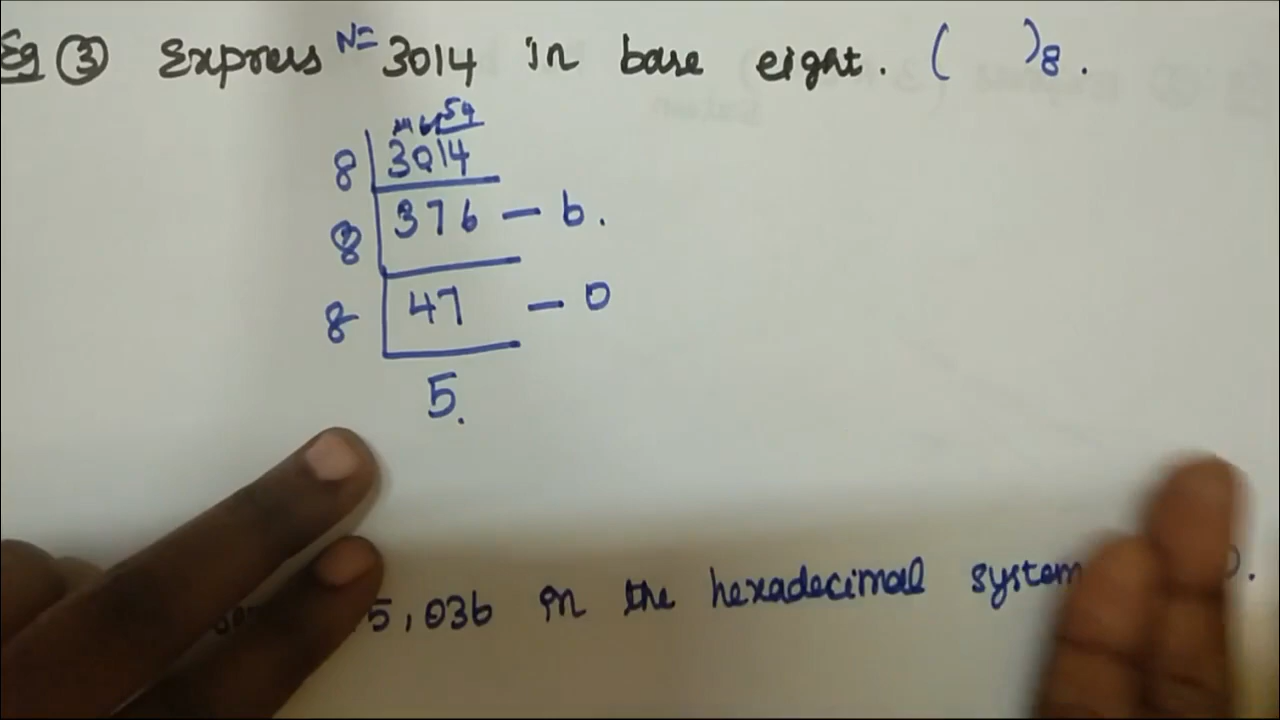 Eg ③ Express N= 3014 in base eight. ( )8.
54
8 | 3014
8 | 376 — 6.
8 | 47 — 0
5.
5,036 in the hexadecimal system